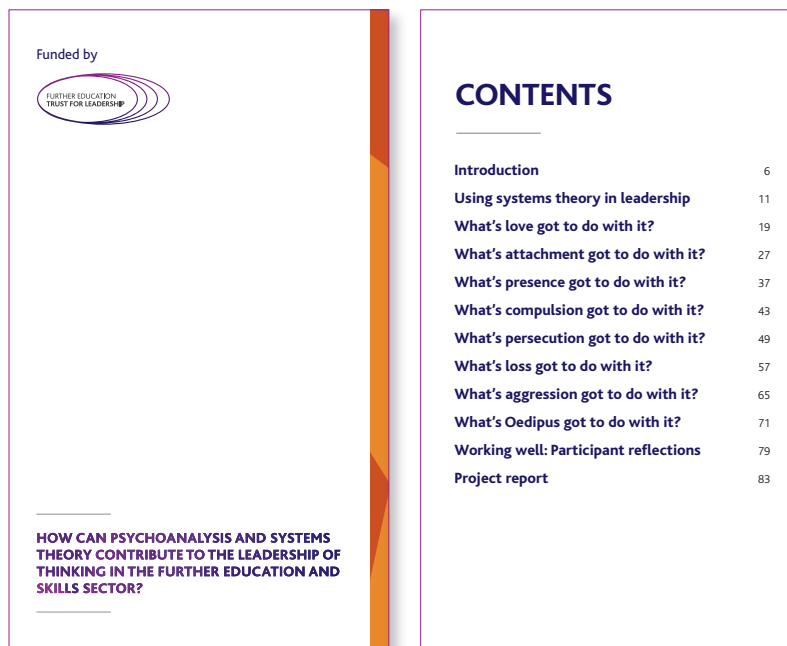 Funded by
FURTHER EDUCATION
TRUST FOR LEADERSHIP
HOW CAN PSYCHOANALYSIS AND SYSTEMS
THEORY CONTRIBUTE TO THE LEADERSHIP OF
THINKING IN THE FURTHER EDUCATION AND
SKILLS SECTOR?
CONTENTS
Introduction 6
Using systems theory in leadership 11
What's love got to do with it? 19
What's attachment got to do with it? 27
What's presence got to do with it? 37
What's compulsion got to do with it? 43
What's persecution got to do with it? 49
What's loss got to do with it? 57
What's aggression got to do with it? 65
What's Oedipus got to do with it? 71
Working well: Participant reflections 79
Project report 83